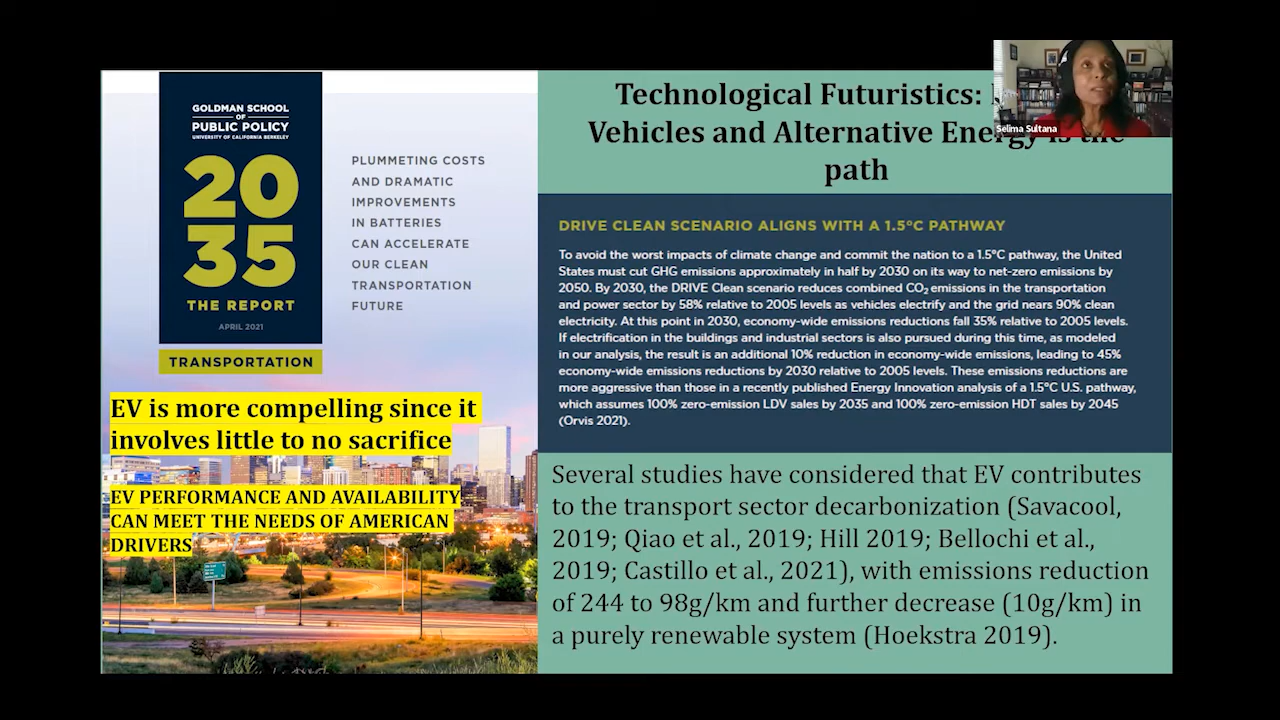 GOLDMAN SCHOOL
OF
PUBLIC POLICY
UNIVERSITY OF CALIFORNIA BERKELEY
20
35
THE REPORT
APRIL 2021
TRANSPORTATION
PLUMMETING COSTS
AND DRAMATIC
IMPROVEMENTS
IN BATTERIES
CAN ACCELERATE
OUR CLEAN
TRANSPORTATION
FUTURE
EV is more compelling since it
involves little to no sacrifice
EV PERFORMANCE AND AVAILABILITY
CAN MEET THE NEEDS OF AMERICAN
DRIVERS
Technological Futuristics:
Vehicles and Alternative Energy is the
path
Selima Sultana
DRIVE CLEAN SCENARIO ALIGNS WITH A 1.5°C PATHWAY
To avoid the worst impacts of climate change and commit the nation to a 1.5°C pathway, the United
States must cut GHG emissions approximately in half by 2030 on its way to net-zero emissions by
2050. By 2030, the DRIVE Clean scenario reduces combined CO₂ emissions in the transportation
and power sector by 58% relative to 2005 levels as vehicles electrify and the grid nears 90% clean
electricity. At this point in 2030, economy-wide emissions reductions fall 35% relative to 2005 levels.
If electrification in the buildings and industrial sectors is also pursued during this time, as modeled
in our analysis, the result is an additional 10% reduction in economy-wide emissions, leading to 45%
economy-wide emissions reductions by 2030 relative to 2005 levels. These emissions reductions are
more aggressive than those in a recently published Energy Innovation analysis of a 1.5°C U.S. pathway,
which assumes 100% zero-emission LDV sales by 2035 and 100% zero-emission HDT sales by 2045
(Orvis 2021).
Several studies have considered that EV contributes
to the transport sector decarbonization (Savacool,
2019; Qiao et al., 2019; Hill 2019; Bellochi et al.,
2019; Castillo et al., 2021), with emissions reduction
of 244 to 98g/km and further decrease (10g/km) in
a purely renewable system (Hoekstra 2019).